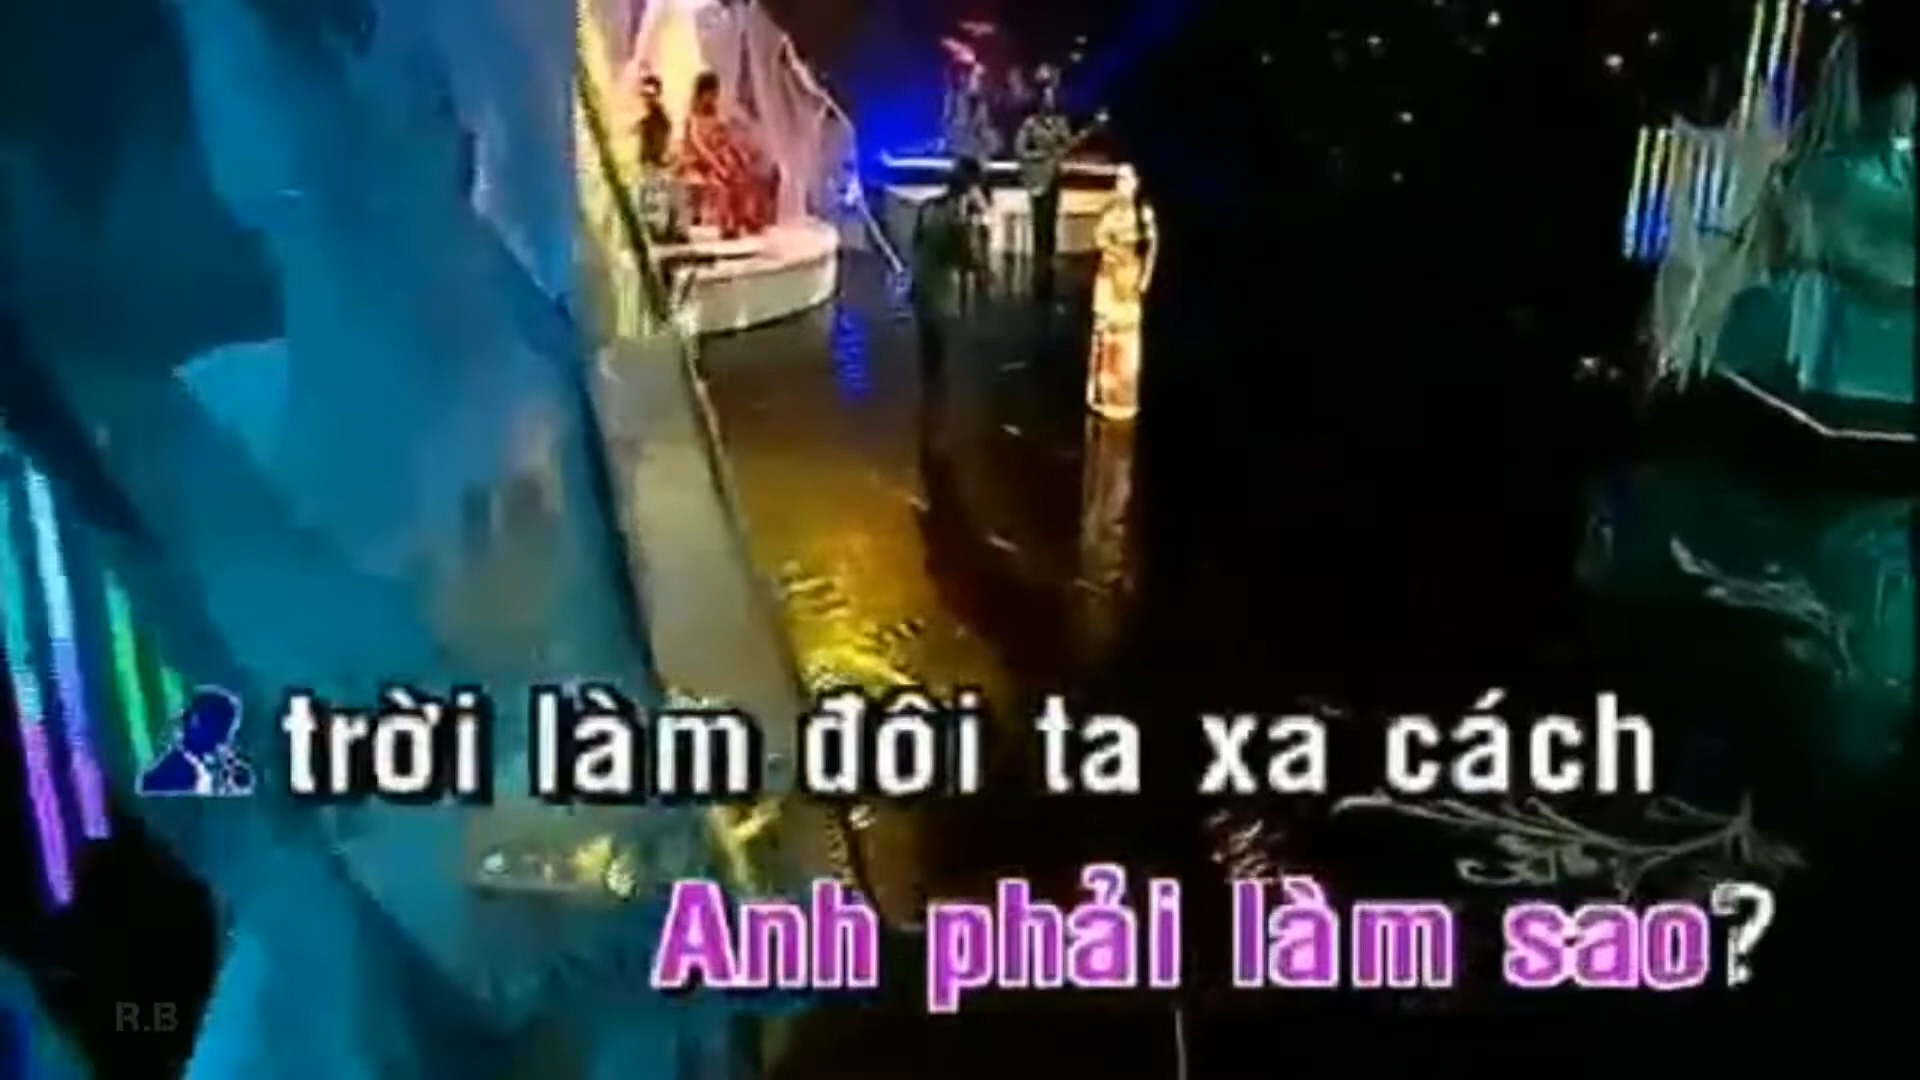 trời làm đôi ta xa cách
Anh phải làm sao?
R.B